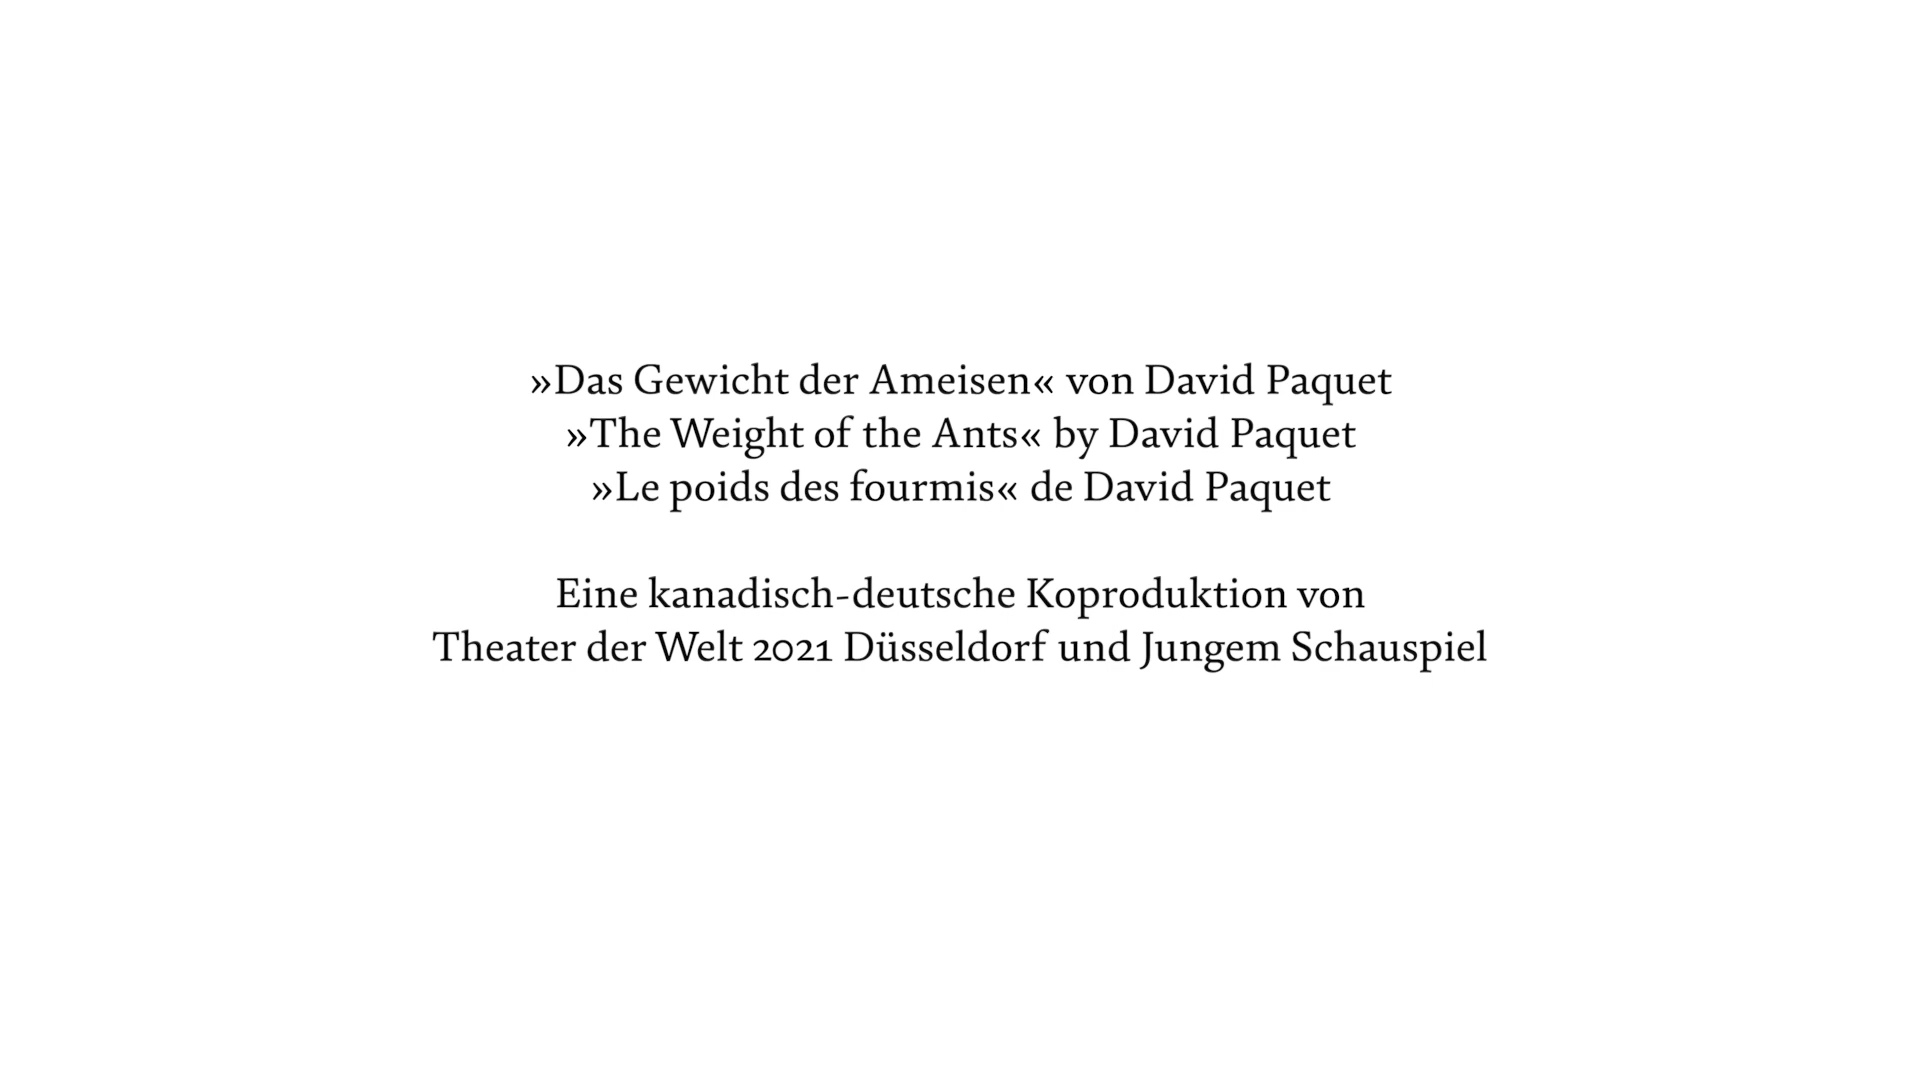 »Das Gewicht der Ameisen« von David Paquet
»The Weight of the Ants« by David Paquet
»Le poids des fourmis« de David Paquet
Eine kanadisch-deutsche Koproduktion von
Theater der Welt 2021 Düsseldorf und Jungem Schauspiel